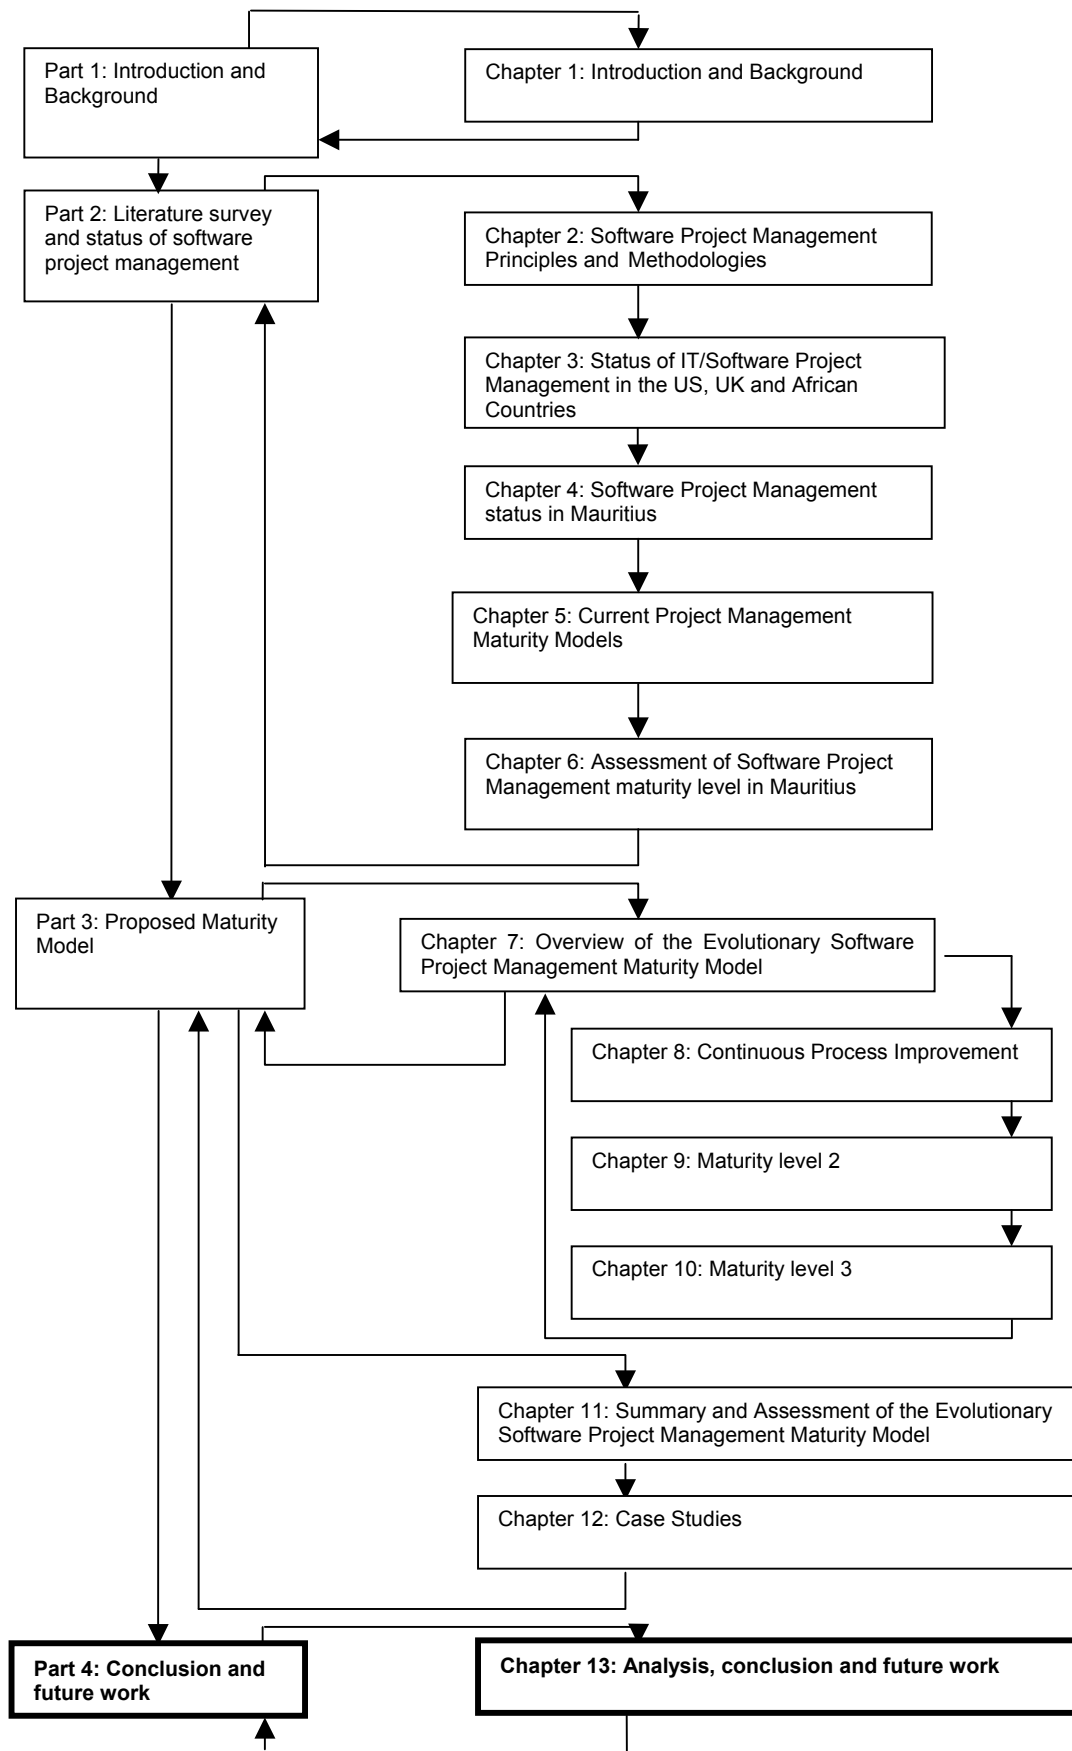 Part 1: Introduction and
Background
Chapter 1: Introduction and Background
Part 2: Literature survey
and status of software
project management
Chapter 2: Software Project Management
Principles and Methodologies
Chapter 3: Status of IT/Software Project
Management in the US, UK and African
Countries
Chapter 4: Software Project Management
status in Mauritius
Chapter 5: Current Project Management
Maturity Models
Chapter 6: Assessment of Software Project
Management maturity level in Mauritius
Part 3: Proposed Maturity
Model
Chapter 7: Overview of the Evolutionary Software
Project Management Maturity Model
Chapter 8: Continuous Process Improvement
Chapter 9: Maturity level 2
Chapter 10: Maturity level 3
Chapter 11: Summary and Assessment of the Evolutionary
Software Project Management Maturity Model
Chapter 12: Case Studies
Part 4: Conclusion and
future work
Chapter 13: Analysis, conclusion and future work